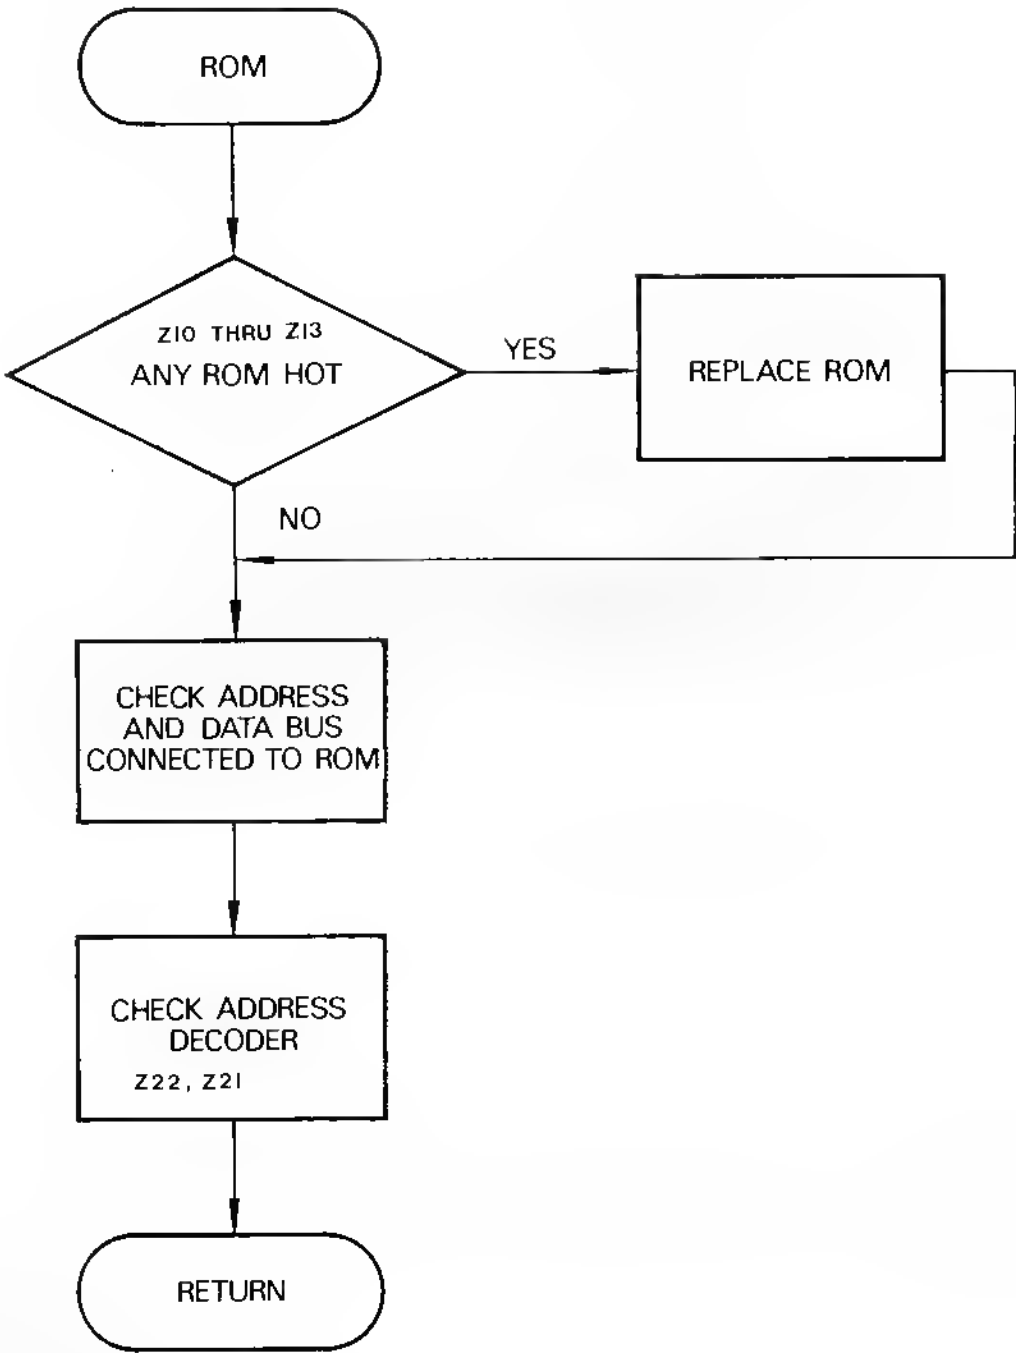 ROM
Z10 THRU Z13
ANY ROM HOT
YES
REPLACE ROM
NO
CHECK ADDRESS
AND DATA BUS
CONNECTED TO ROM
CHECK ADDRESS
DECODER
Z22, Z21
RETURN